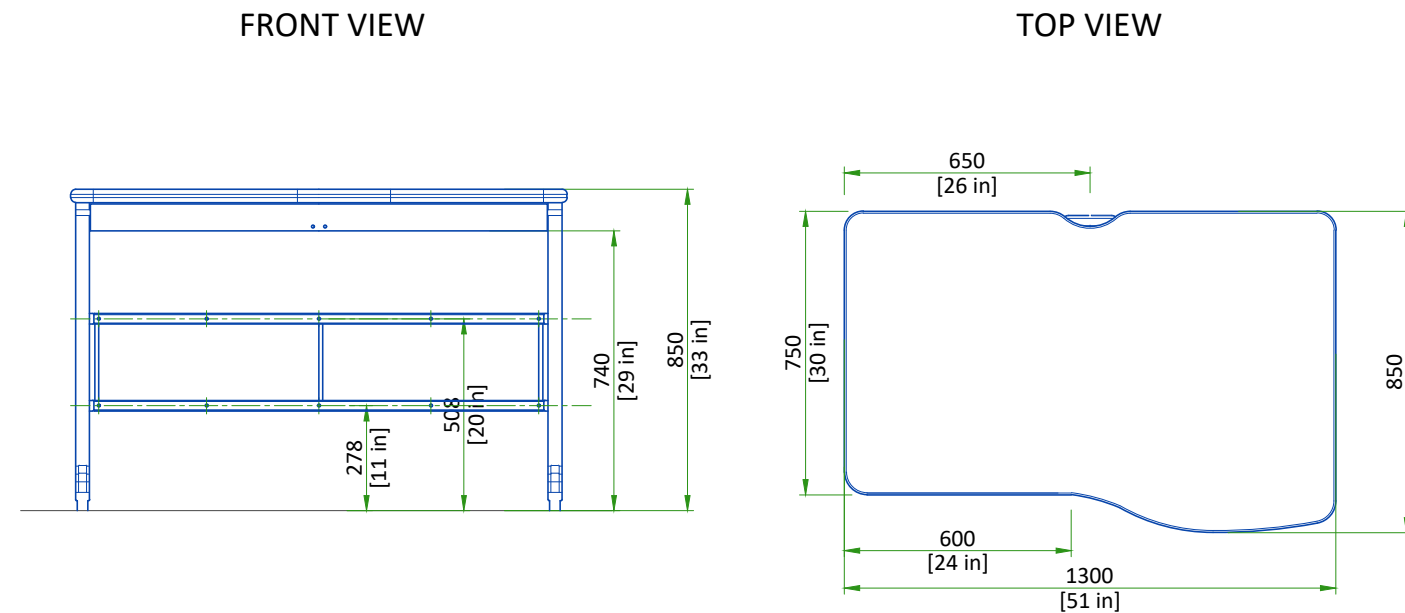 FRONT VIEW
TOP VIEW
650
[26 in]
850
[33 in]
740
[29 in]
508
[20 in]
278
[11 in]
750
[30 in]
850
600
[24 in]
1300
[51 in]